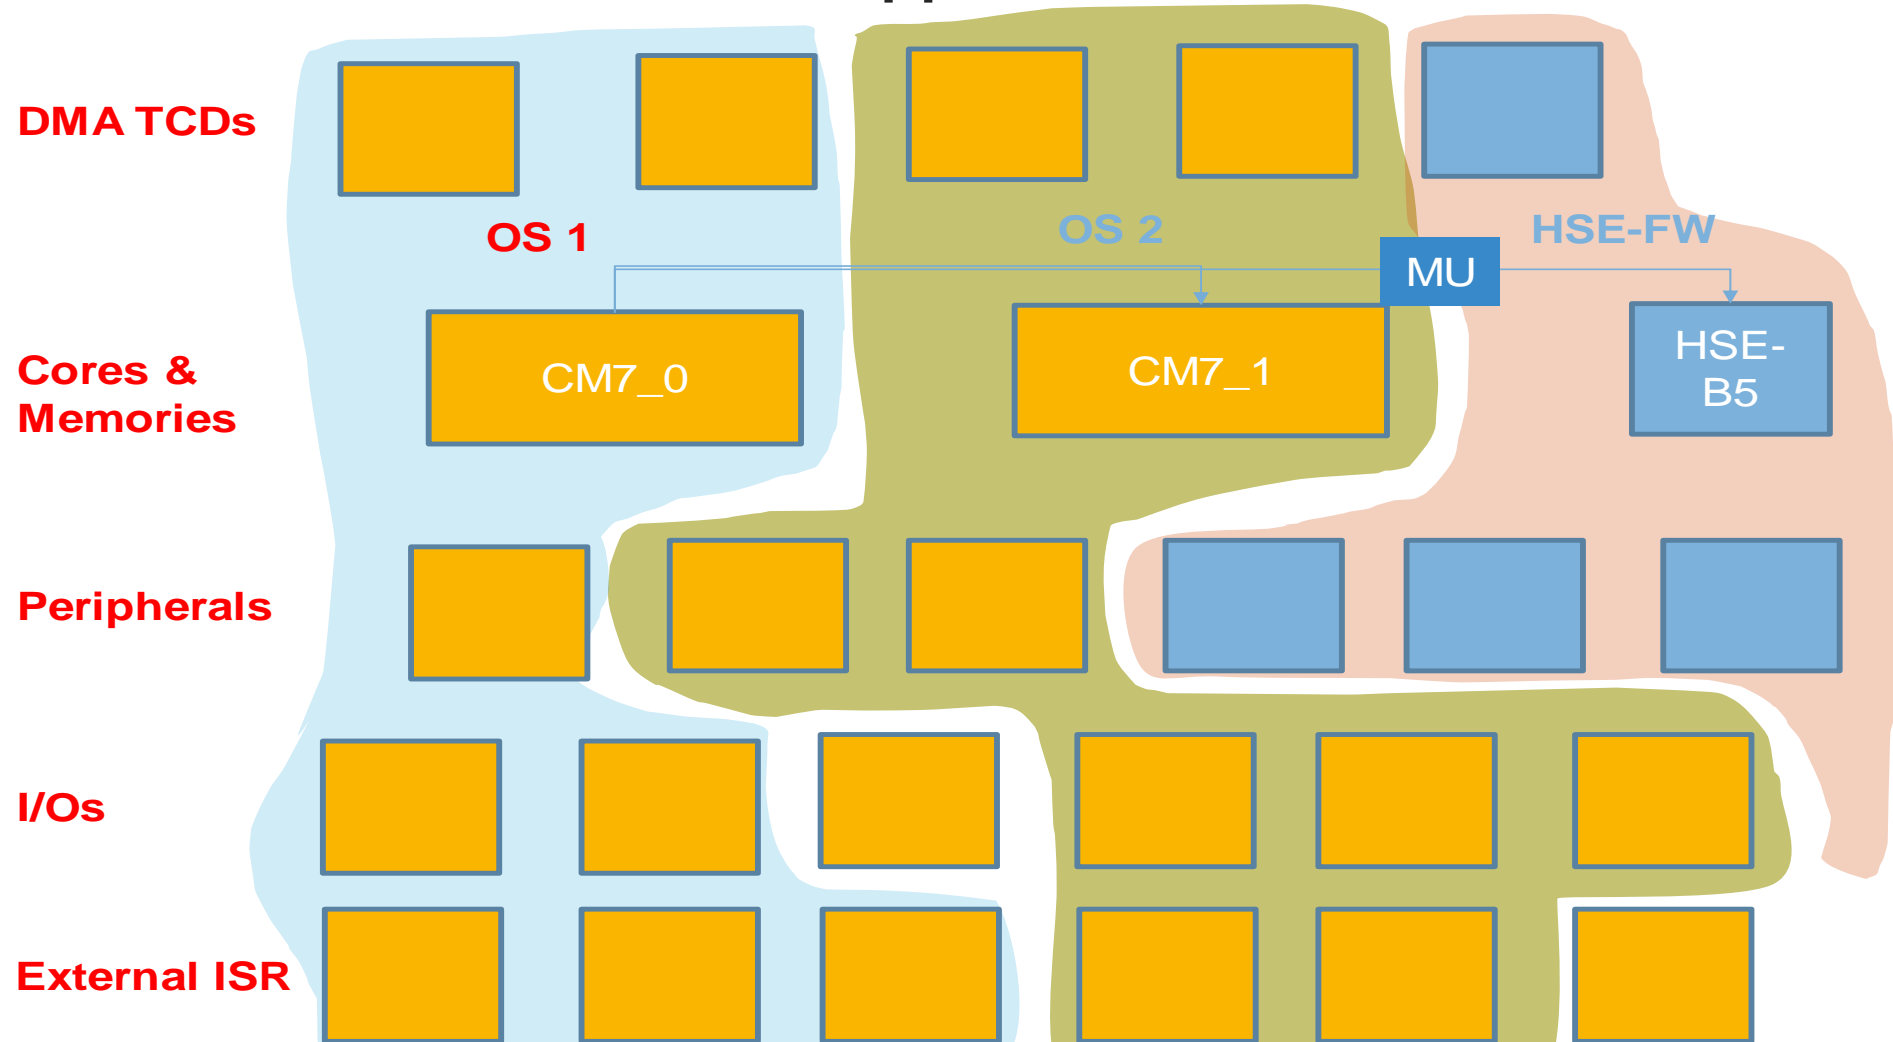 DMA TCDs
OS 1
OS 2
HSE-FW
MU
Cores &
Memories
CM7_0
CM7_1
HSE-
B5
Peripherals
I/Os
External ISR